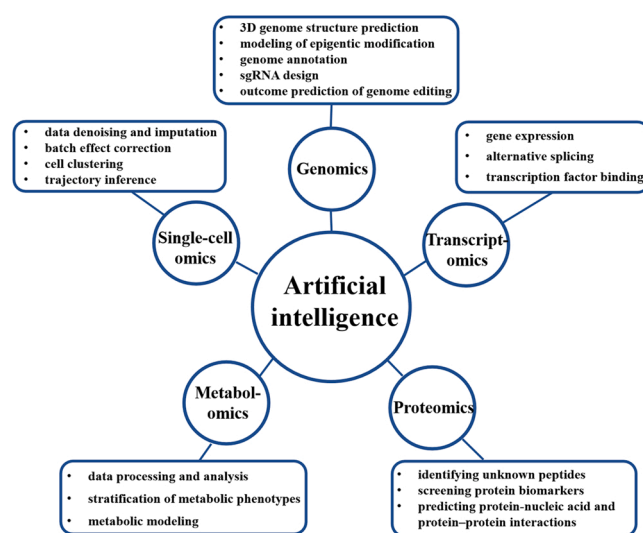 • 3D genome structure prediction
• modeling of epigentic modification
• genome annotation
• sgRNA design
• outcome prediction of genome editing
• data denoising and imputation
• batch effect correction
• cell clustering
• trajectory inference
• gene expression
• alternative splicing
• transcription factor binding
Genomics
Single-cell
omics
Transcript-
omics
Artificial
intelligence
Metabol-
omics
Proteomics
• data processing and analysis
• stratification of metabolic phenotypes
• metabolic modeling
• identifying unknown peptides
• screening protein biomarkers
• predicting protein-nucleic acid and
protein–protein interactions